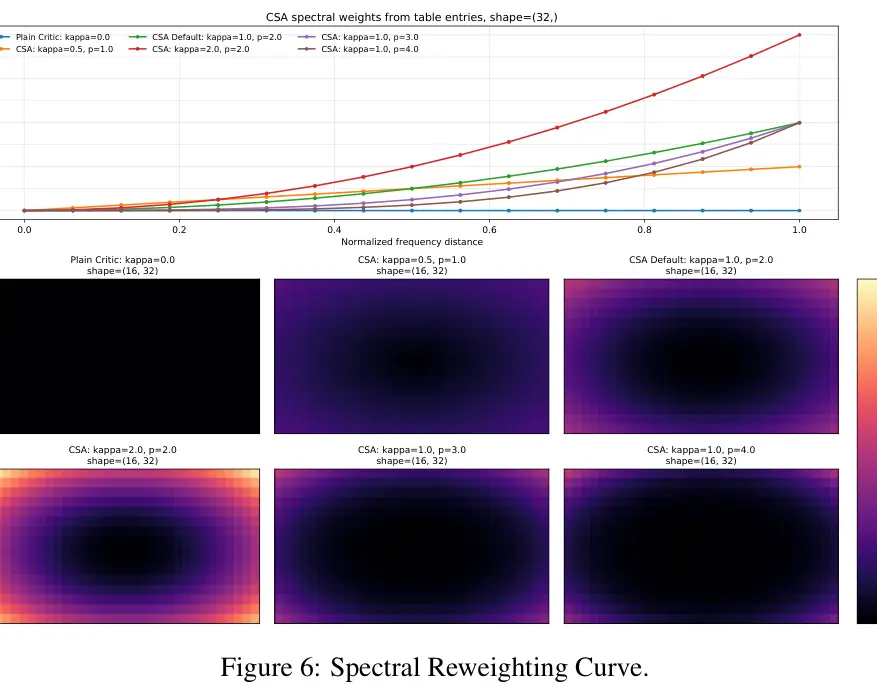 CSA spectral weights from table entries, shape=(32,)
Plain Critic: kappa=0.0
CSA Default: kappa=1.0, p=2.0
CSA: kappa=1.0, p=3.0
CSA: kappa=0.5, p=1.0
CSA: kappa=2.0, p=2.0
CSA: kappa=1.0, p=4.0
0.0 0.2 0.4 0.6 0.8 1.0
Normalized frequency distance
Plain Critic: kappa=0.0
shape=(16, 32)
CSA: kappa=0.5, p=1.0
shape=(16, 32)
CSA Default: kappa=1.0, p=2.0
shape=(16, 32)
CSA: kappa=2.0, p=2.0
shape=(16, 32)
CSA: kappa=1.0, p=3.0
shape=(16, 32)
CSA: kappa=1.0, p=4.0
shape=(16, 32)
Figure 6: Spectral Reweighting Curve.